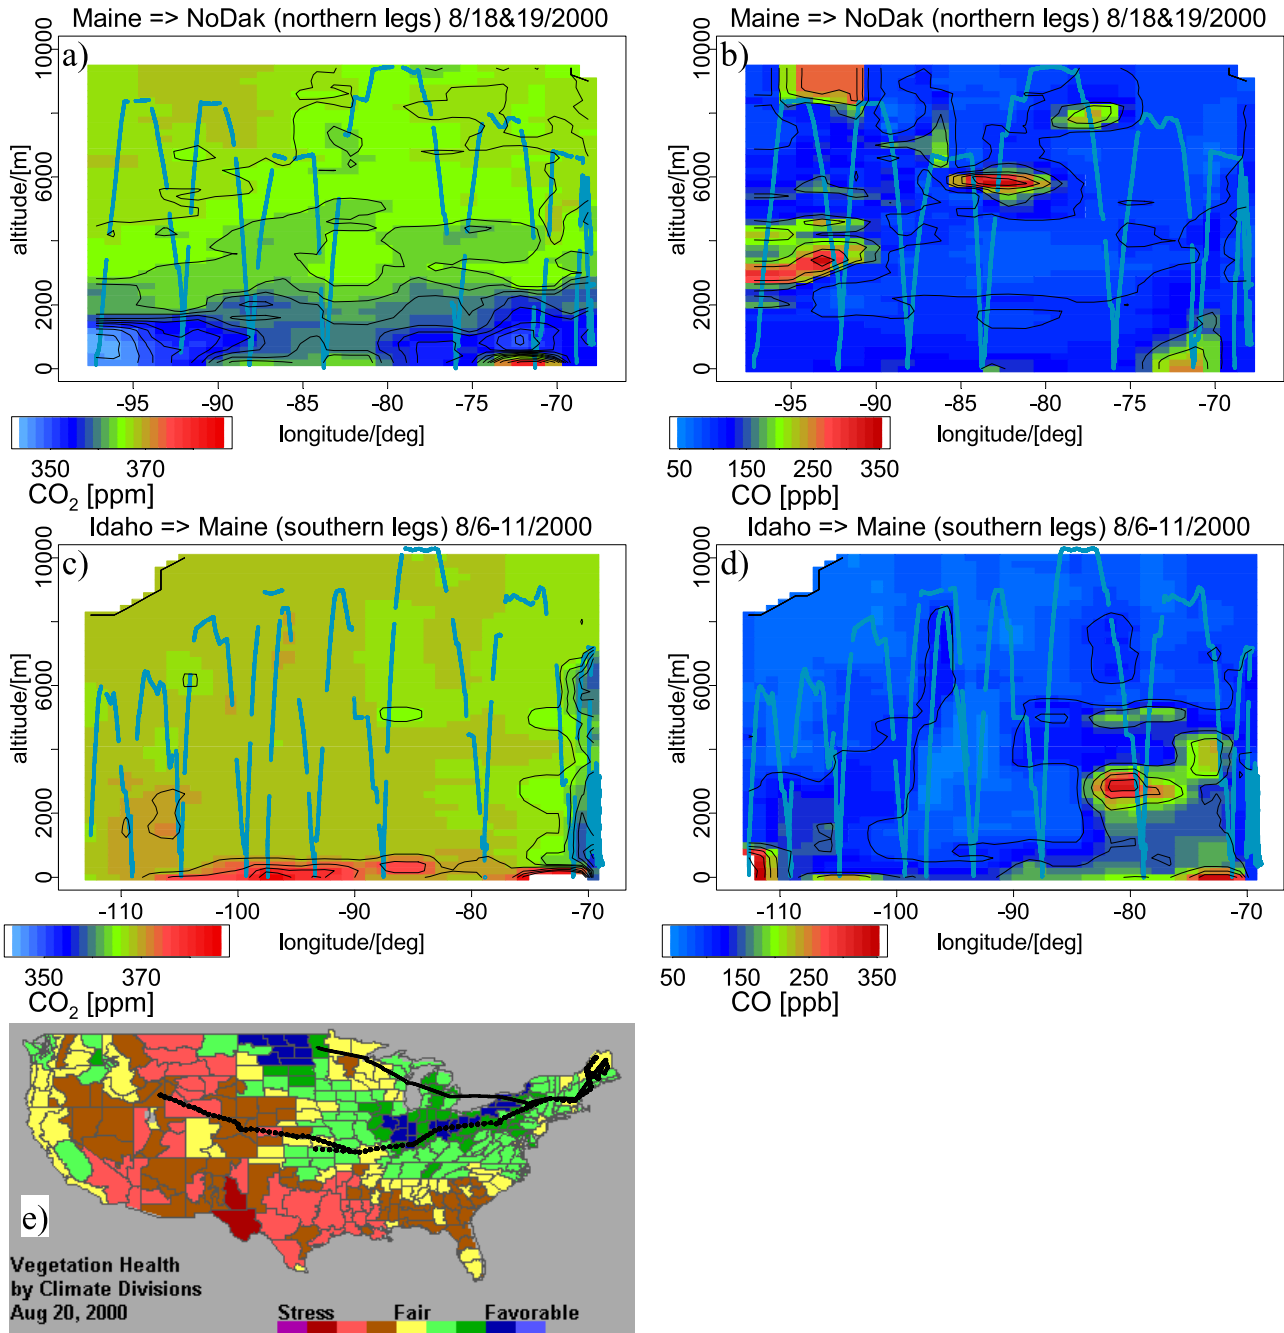 Maine => NoDak (northern legs) 8/18&19/2000
a)
altitude/[m]
0 2000 6000 10000
-95 -90 -85 -80 -75 -70
longitude/[deg]
350 370
CO2 [ppm]
Maine => NoDak (northern legs) 8/18&19/2000
b)
altitude/[m]
0 2000 6000 10000
-95 -90 -85 -80 -75 -70
longitude/[deg]
50 150 250 350
CO [ppb]
Idaho => Maine (southern legs) 8/6-11/2000
c)
altitude/[m]
0 2000 6000 10000
-110 -100 -90 -80 -70
longitude/[deg]
350 370
CO2 [ppm]
Idaho => Maine (southern legs) 8/6-11/2000
d)
altitude/[m]
0 2000 6000 10000
-110 -100 -90 -80 -70
longitude/[deg]
50 150 250 350
CO [ppb]
e)
Vegetation Health
by Climate Divisions
Aug 20, 2000
Stress Fair Favorable